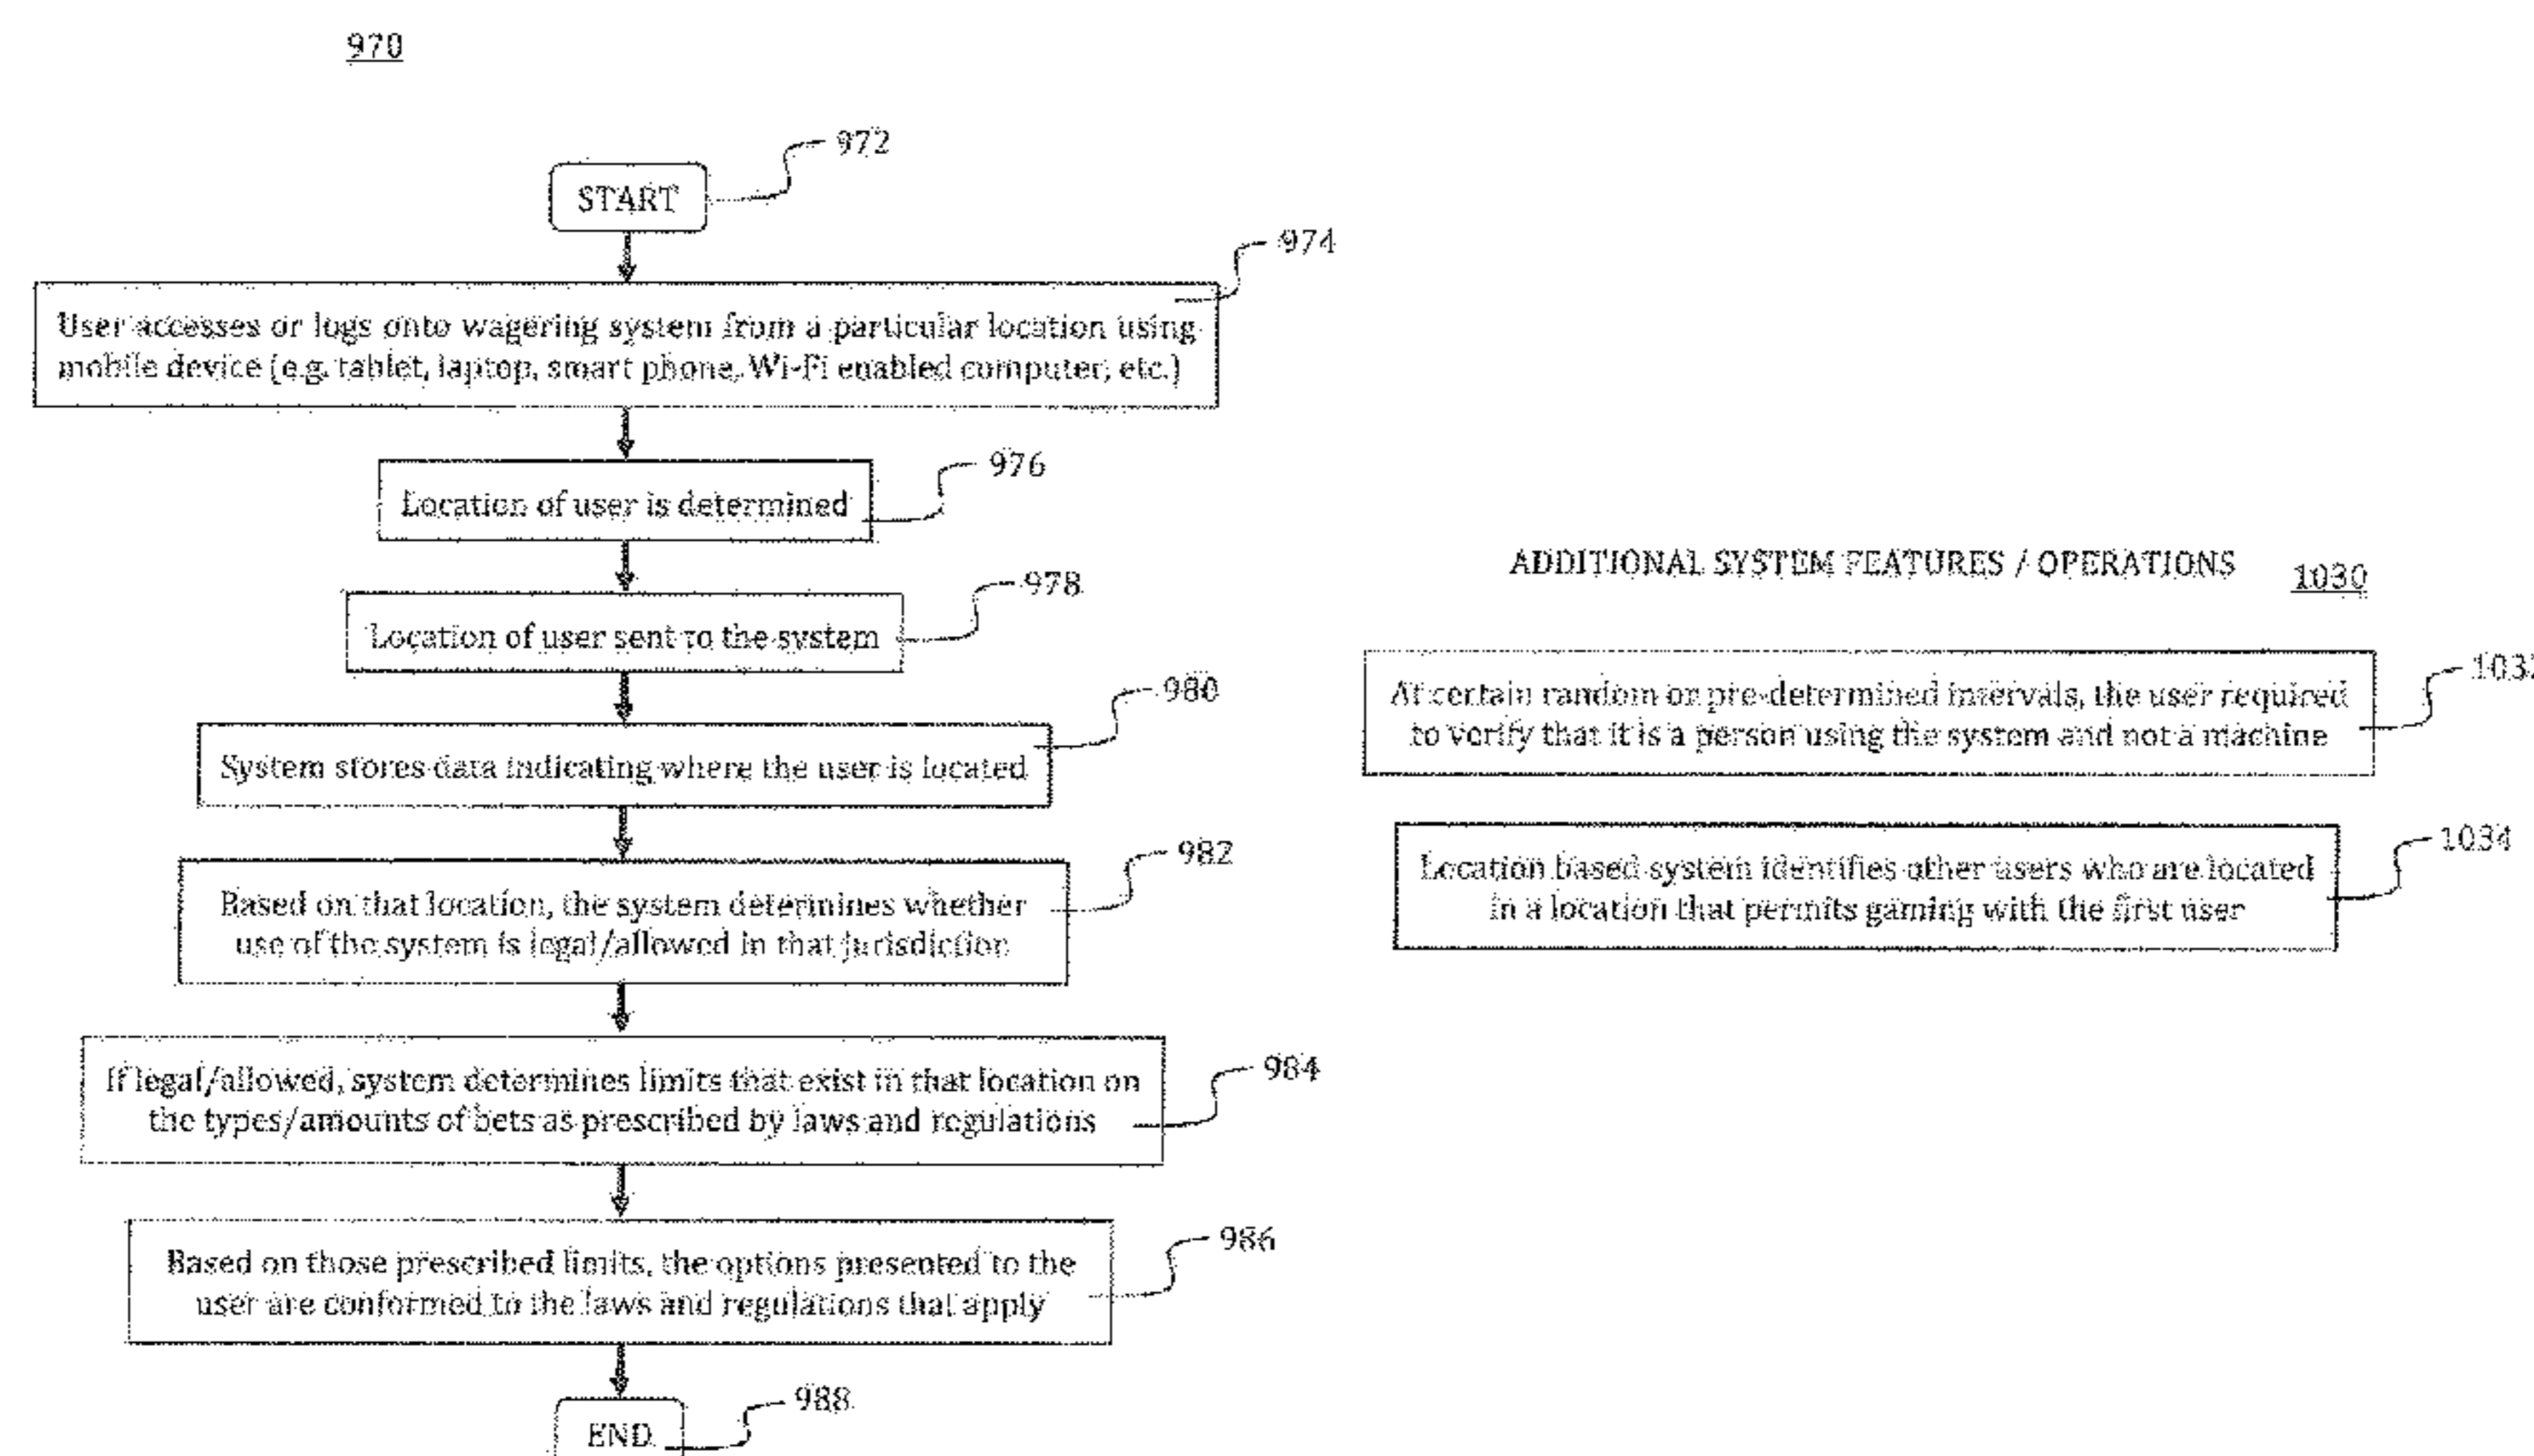 970
START
972
974
User accesses or logs onto wagering system from a particular location using
mobile device (e.g. tablet, laptop, smart phone, Wi-Fi enabled computer, etc.)
976
Location of user is determined
978
Location of user sent to the system
980
System stores data indicating where the user is located
982
Based on that location, the system determines whether
use of the system is legal/allowed in that jurisdiction
984
If legal/allowed, system determines limits that exist in that location on
the types/amounts of bets as prescribed by laws and regulations
986
Based on those prescribed limits, the options presented to the
user are conformed to the laws and regulations that apply
988
END
ADDITIONAL SYSTEM FEATURES / OPERATIONS
1030
At certain random or pre-determined intervals, the user required
to verify that it is a person using the system and not a machine
1034
Location based system identifies other users who are located
in a location that permits gaming with the first user